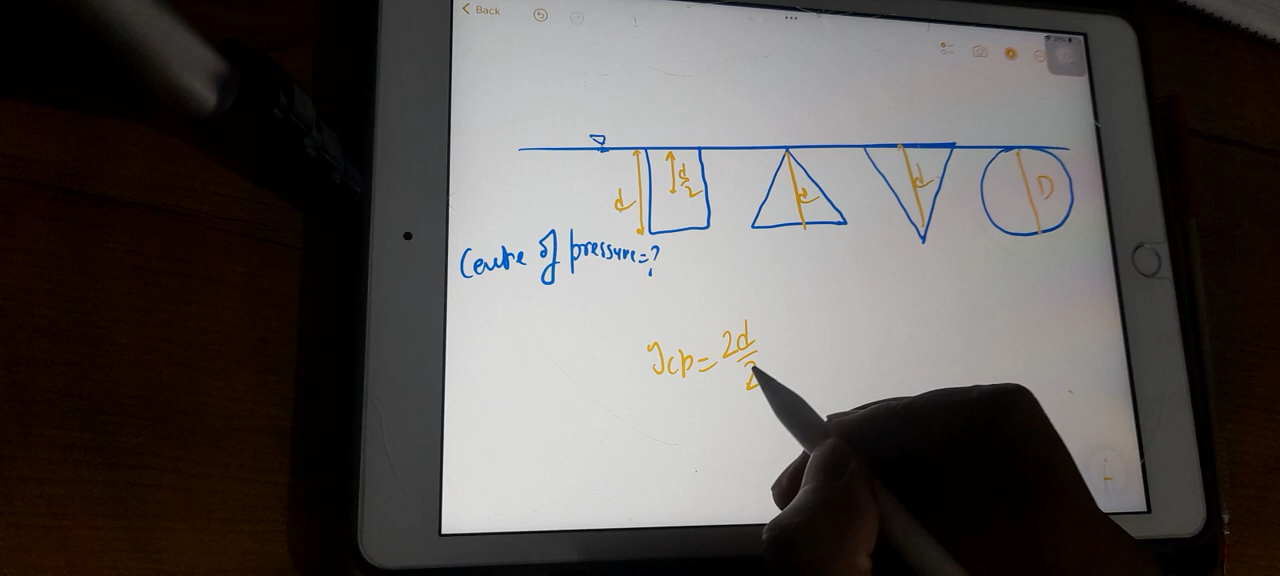 Back
d
d/2
d
d
D
Centre of pressure=?
ycp=2d/